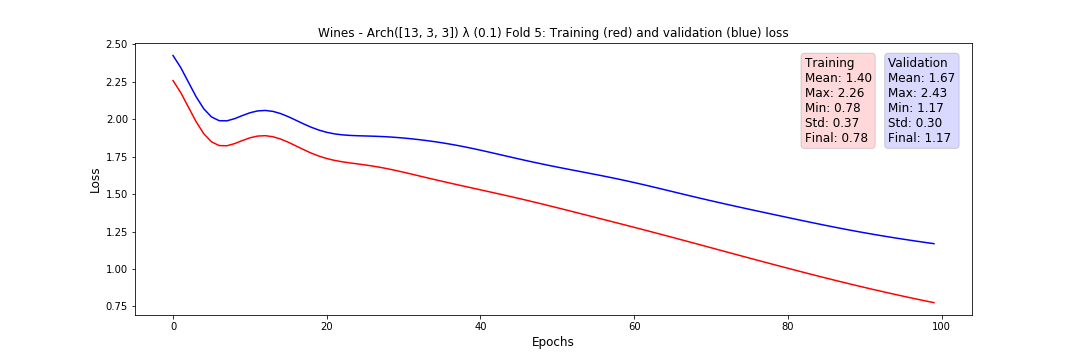 Wines - Arch([13, 3, 3]) λ (0.1) Fold 5: Training (red) and validation (blue) loss
2.50
2.25
2.00
1.75
1.50
1.25
1.00
0.75
Loss
Training
Mean: 1.40
Max: 2.26
Min: 0.78
Std: 0.37
Final: 0.78
Validation
Mean: 1.67
Max: 2.43
Min: 1.17
Std: 0.30
Final: 1.17
0 20 40 60 80 100
Epochs